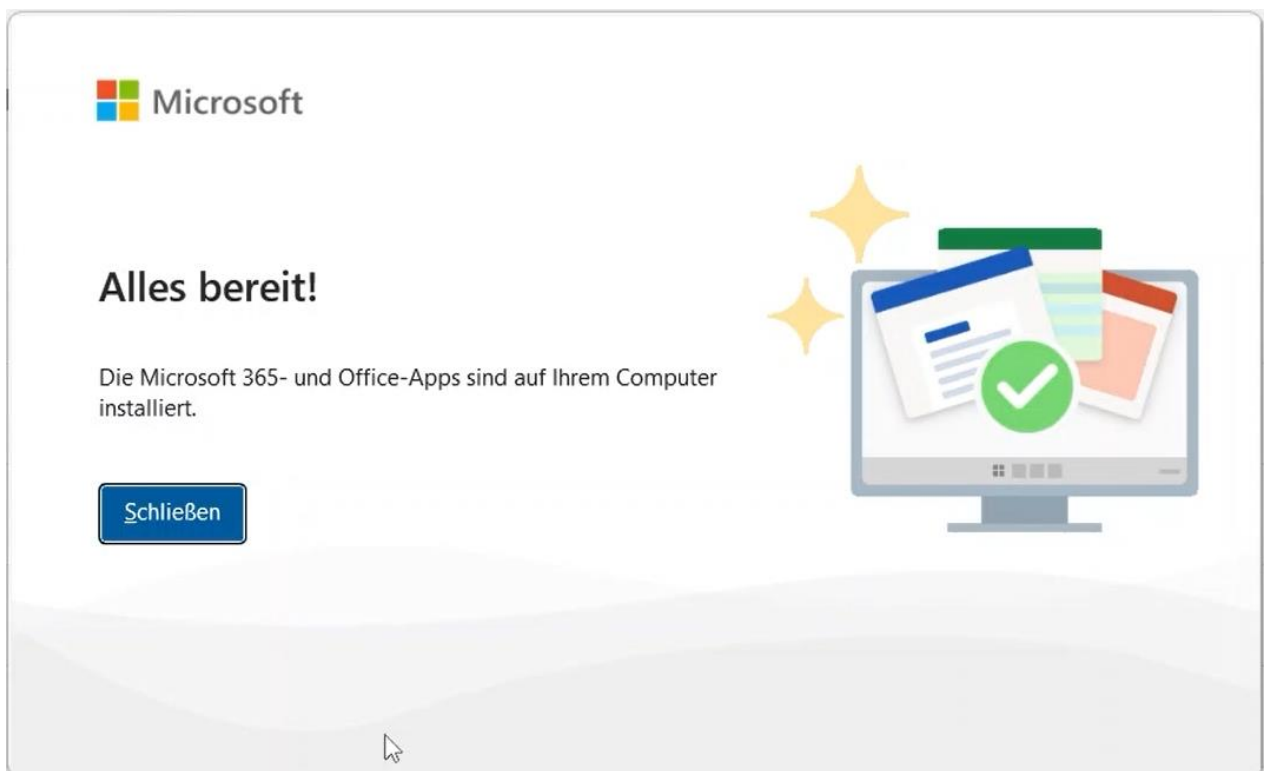 Microsoft
Alles bereit!
Die Microsoft 365- und Office-Apps sind auf Ihrem Computer
installiert.
Schließen